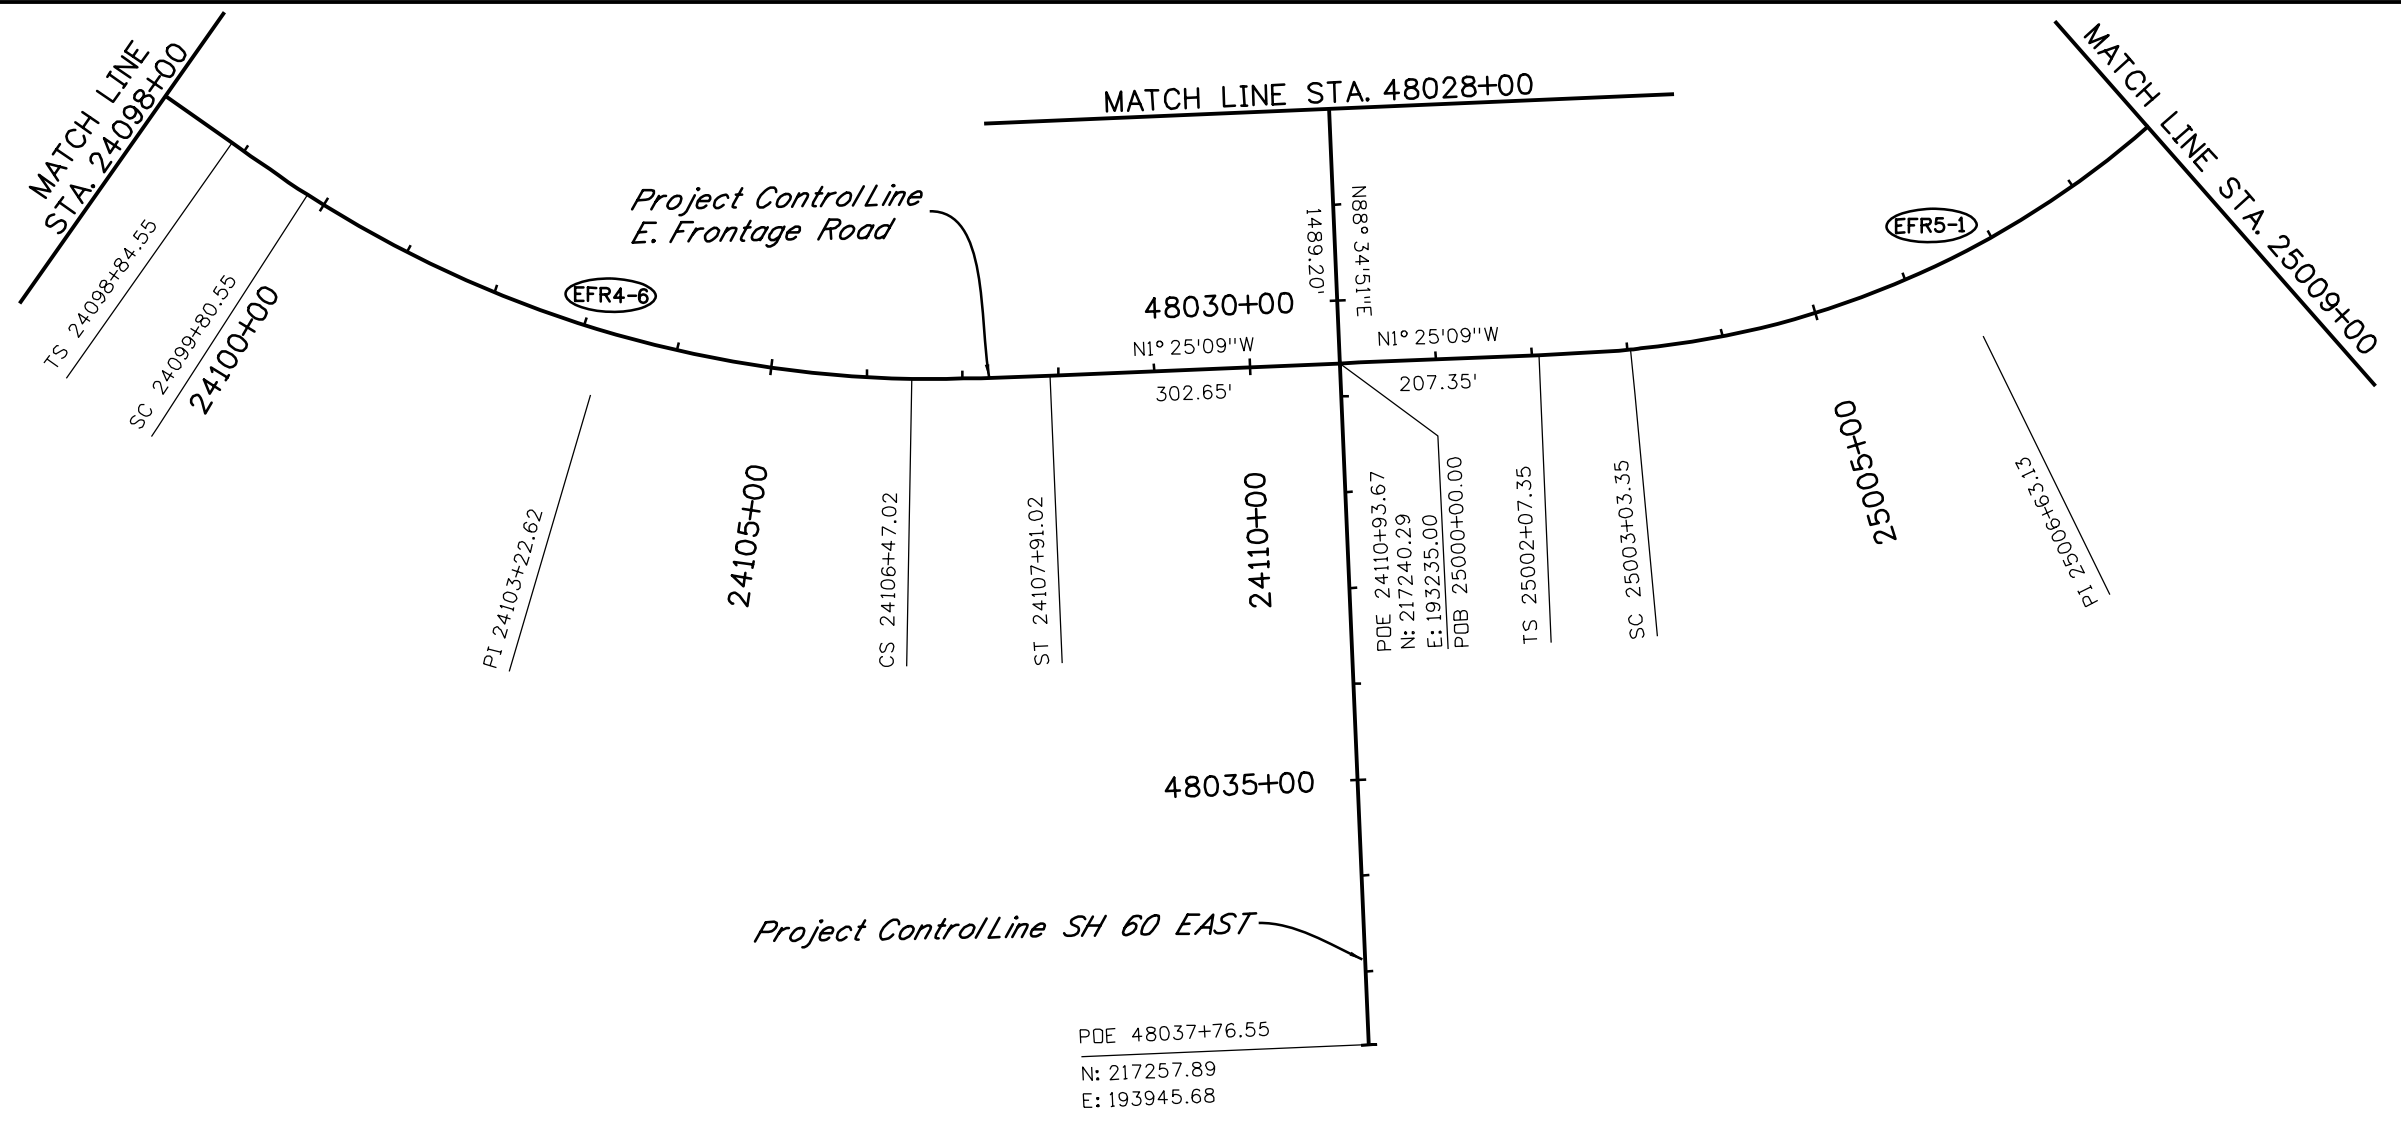 MATCH LINE
STA. 24098+00
TS 24098+84.55
SC 24099+80.55
24100+00
EFR4-6
Project Control Line
E. Frontage Road
MATCH LINE STA. 48028+00
N88° 34'51"E
1489.20'
48030+00
N1° 25'09"W
302.65'
N1° 25'09"W
207.35'
EFR5-1
MATCH LINE STA. 25009+00
PI 24103+22.62
24105+00
CS 24106+47.02
ST 24107+91.02
24110+00
POE 24110+93.67
N: 217240.29
E: 193235.00
POB 25000+00.00
TS 25002+07.35
SC 25003+03.35
25005+00
PI 25006+63.13
48035+00
Project Control Line SH 60 EAST
POE 48037+76.55
N: 217257.89
E: 193945.68